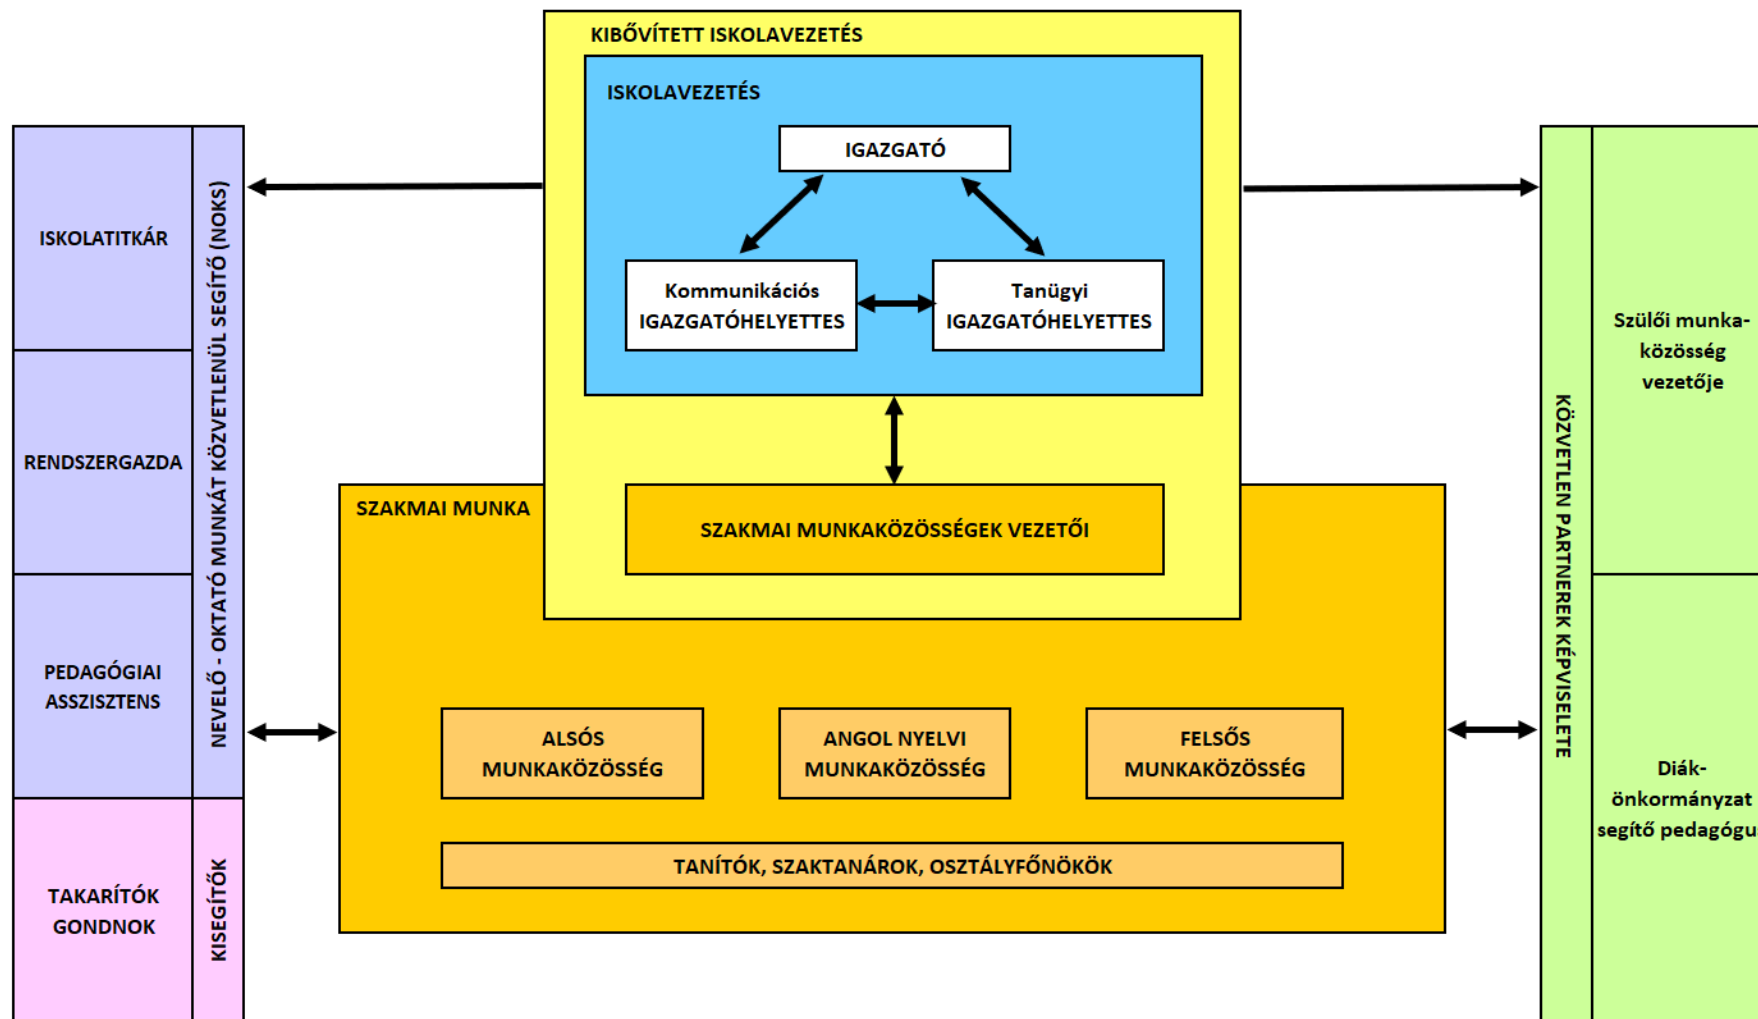 KIBŐVÍTETT ISKOLAVEZETÉS
ISKOLAVEZETÉS
IGAZGATÓ
Kommunikációs
IGAZGATÓHELYETTES
Tanügyi
IGAZGATÓHELYETTES
SZAKMAI MUNKA
SZAKMAI MUNKAKÖZÖSSÉGEK VEZETŐI
ALSÓS
MUNKAKÖZÖSSÉG
ANGOL NYELVI
MUNKAKÖZÖSSÉG
FELSŐS
MUNKAKÖZÖSSÉG
TANÍTÓK, SZAKTANÁROK, OSZTÁLYFŐNÖKÖK
ISKOLATITKÁR
RENDSZERGAZDA
PEDAGÓGIAI
ASSZISZTENS
NEVELŐ - OKTATÓ MUNKÁT KÖZVETLENÜL SEGÍTŐ (NOKS)
TAKARÍTÓK
GONDNOK
KISEGÍTŐK
KÖZVETLEN PARTNEREK KÉPVISELETE
Szülői munka-
közösség
vezetője
Diák-
önkormányzat
segítő pedagógus